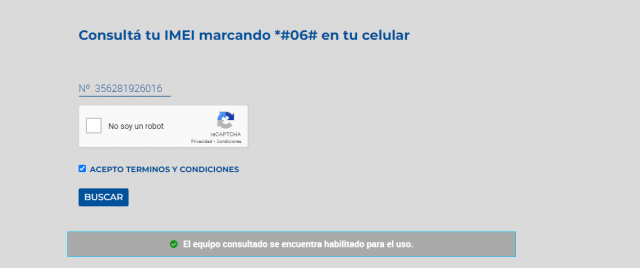 Consultá tu IMEI marcando *#06# en tu celular
Nº 356281926016
No soy un robot
reCAPTCHA
Privacidad - Condiciones
ACEPTO TERMINOS Y CONDICIONES
BUSCAR
El equipo consultado se encuentra habilitado para el uso.